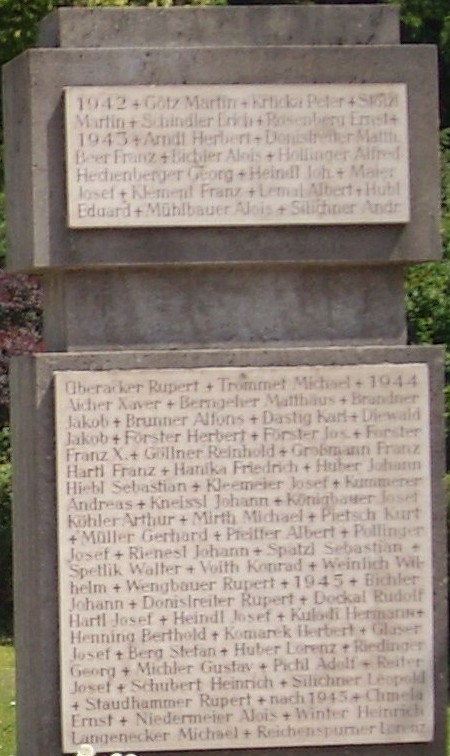 1942 + Götz Martin + Krticka Peter + Stölzl
Martin + Schindler Erich + Rosenberg Ernst +
1943 + Arndl Herbert + Donislreiter Matth.
Beer Franz + Bichler Alois + Hollinger Alfred
Hechenberger Georg + Heindl Joh. + Maier
Josef + Klement Franz + Lemal Albert + Hubl
Eduard + Mühlbauer Alois + Silichner Andr
Überacker Rupert + Trommet Michael + 1944
Aicher Xaver + Berngeher Matthäus + Brandner
Jakob + Brunner Alfons + Dastig Karl + Diewald
Jakob + Förster Herbert + Förster Jos. + Forster
Franz X. + Göllner Reinhold + Großmann Franz
Hartl Franz + Hanika Friedrich + Huber Johann
Hiebl Sebastian + Kleemeier Josef + Kummerer
Andreas + Kneissl Johann + Königbauer Josef
Köhler Arthur + Mirth Michael + Pietsch Kurt
+ Müller Gerhard + Pfeiffer Albert + Pollinger
Josef + Rienesl Johann + Spatzl Sebastian +
Spetlik Walter + Voith Konrad + Weinlich Wil-
helm + Wengbauer Rupert + 1945 + Bichler
Johann + Donislreiter Rupert + Dockal Rudolf
Hartl Josef + Heindl Josef + Kulodi Hermann +
Henning Berthold + Komarek Herbert + Glaser
Josef + Berg Stefan + Huber Lorenz + Riedinger
Georg + Michler Gustav + Pichl Adolf + Reiter
Josef + Schubert Heinrich + Silichner Leopold
+ Staudhammer Rupert + nach 1945 + Chmela
Ernst + Niedermeier Alois + Winter Heinrich
Langenecker Michael + Reichenspurner Lorenz